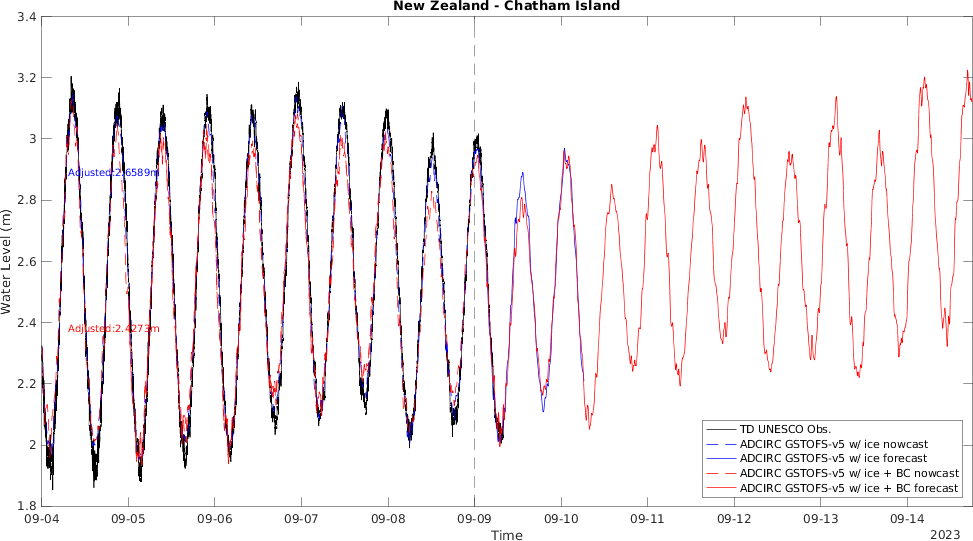 New Zealand - Chatham Island
3.4
3.2
3
2.8
2.6
2.4
2.2
2
1.8
Water Level (m)
Adjusted:2.6589m
Adjusted:2.4273m
TD UNESCO Obs.
ADCIRC GSTOFS-v5 w/ ice nowcast
ADCIRC GSTOFS-v5 w/ ice forecast
ADCIRC GSTOFS-v5 w/ ice + BC nowcast
ADCIRC GSTOFS-v5 w/ ice + BC forecast
09-04 09-05 09-06 09-07 09-08 09-09 09-10 09-11 09-12 09-13 09-14
Time
2023